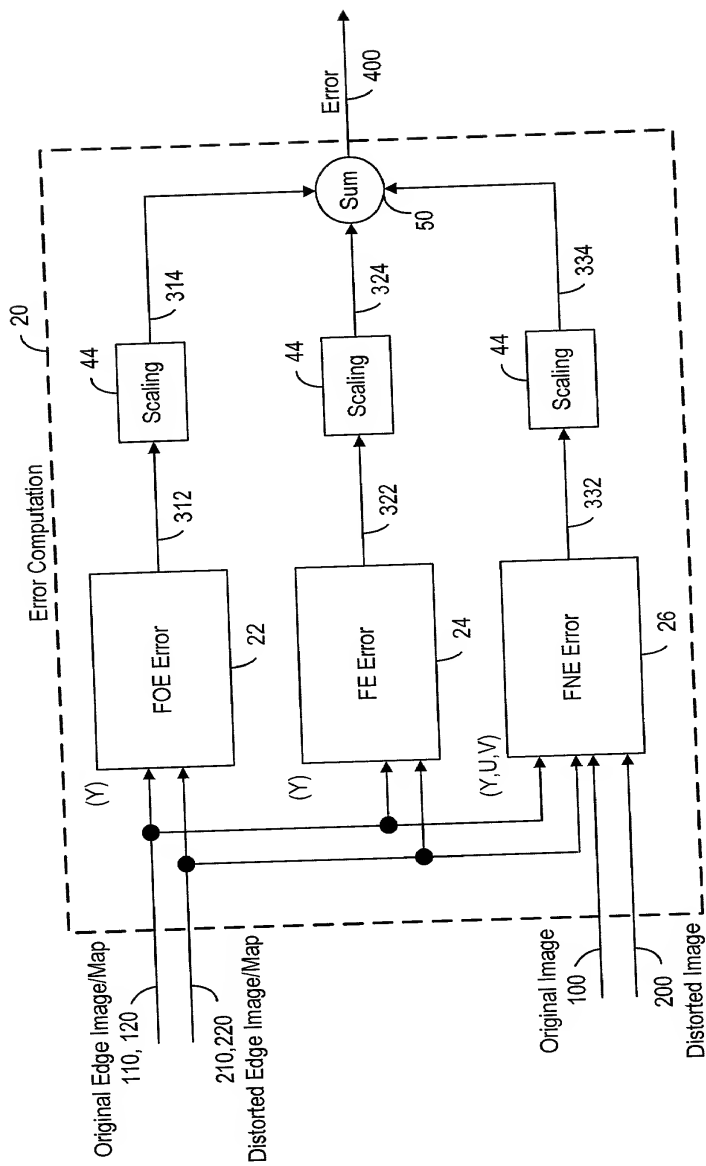 Error Computation
20
Original Edge Image/Map
110, 120
210,220
Distorted Edge Image/Map
(Y)
FOE Error
22
312
44
Scaling
314
(Y)
FE Error
24
322
44
Scaling
324
Sum
50
Error
400
(Y,U,V)
FNE Error
26
332
44
Scaling
334
Original Image
100
200
Distorted Image